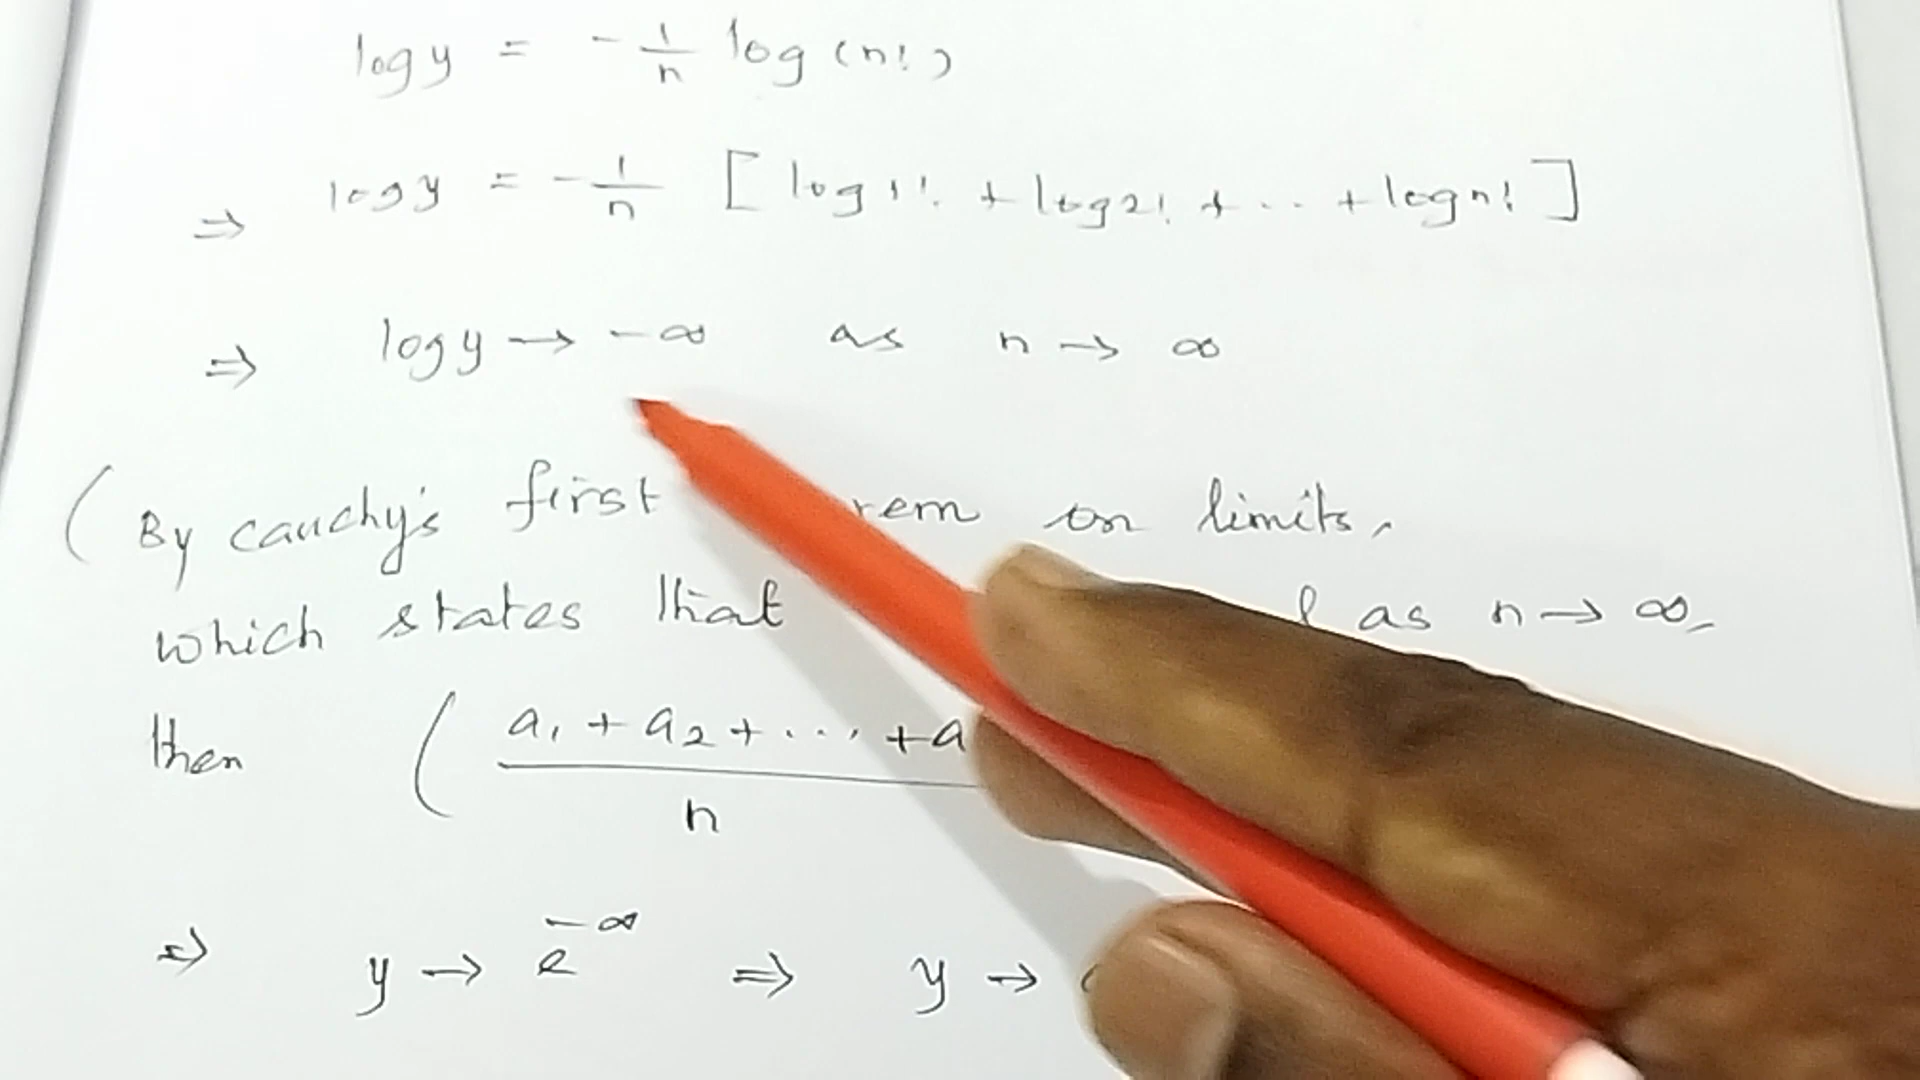 log y = - 1/n log (n!)
⇒ log y = - 1/n [ log 1! + log 2! + .. + log n! ]
⇒ log y → -∞ as n → ∞
( By cauchy's first on limits,
which states that as n → ∞,
then ( a₁ + a₂ + ... + a / n
⇒ y → e^-∞ ⇒ y →